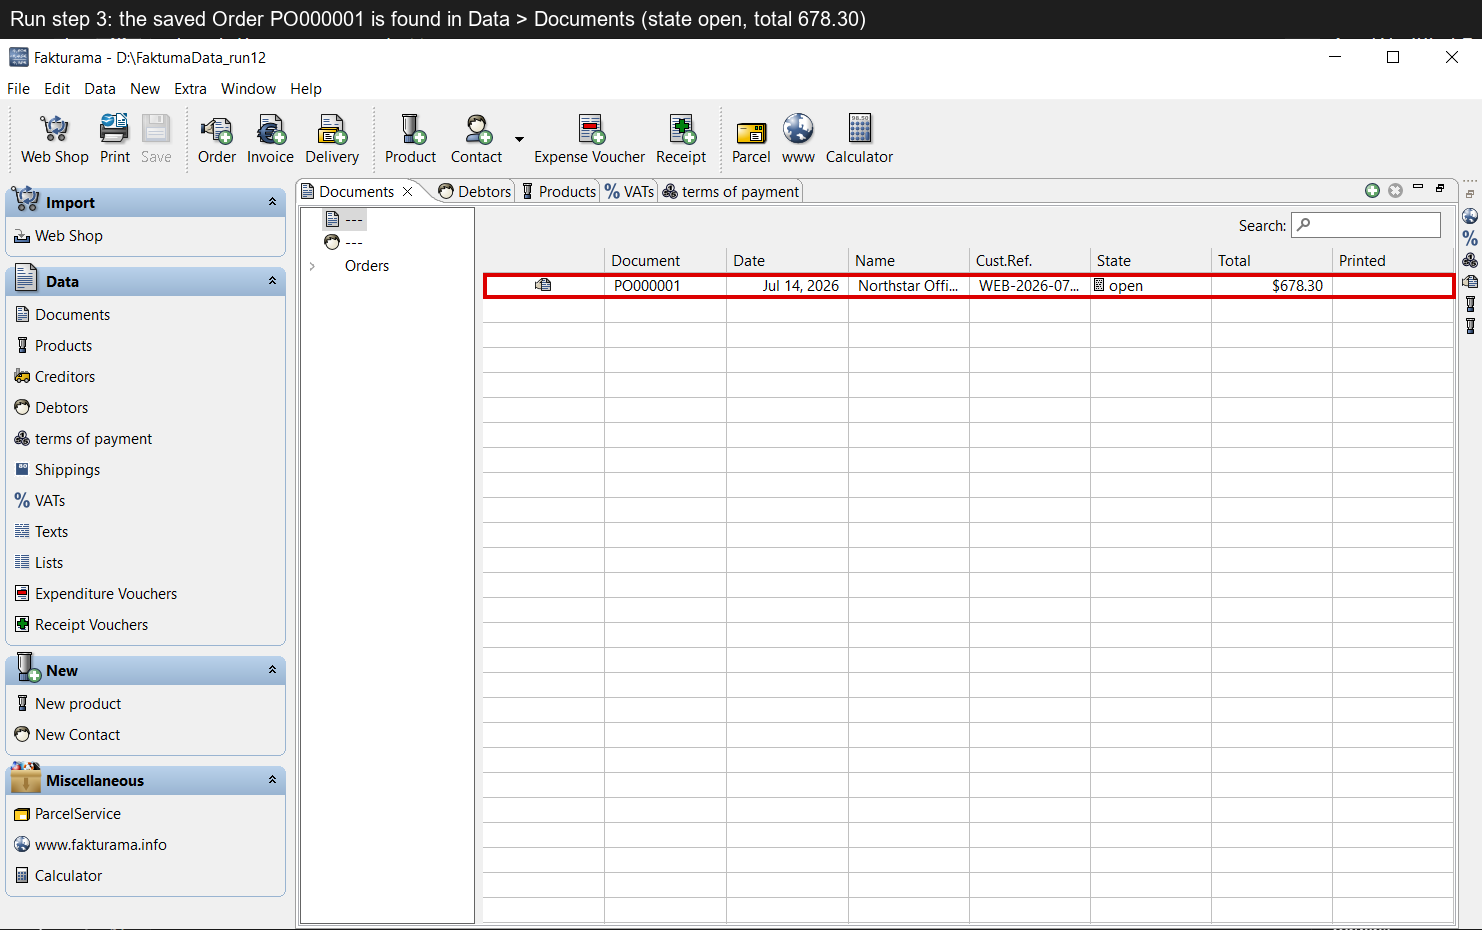 Run step 3: the saved Order PO000001 is found in Data > Documents (state open, total 678.30)
Fakturama - D:\FaktumaData_run12
File Edit Data New Extra Window Help
Web Shop Print Save Order Invoice Delivery Product Contact Expense Voucher Receipt Parcel www Calculator
Documents Debtors Products VATs terms of payment
Import
Web Shop
Data
Documents
Products
Creditors
Debtors
terms of payment
Shippings
VATs
Texts
Lists
Expenditure Vouchers
Receipt Vouchers
New
New product
New Contact
Miscellaneous
ParcelService
www.fakturama.info
Calculator
---
---
Orders
Search:
Document Date Name Cust.Ref. State Total Printed
PO000001 Jul 14, 2026 Northstar Offi... WEB-2026-07... open $678.30